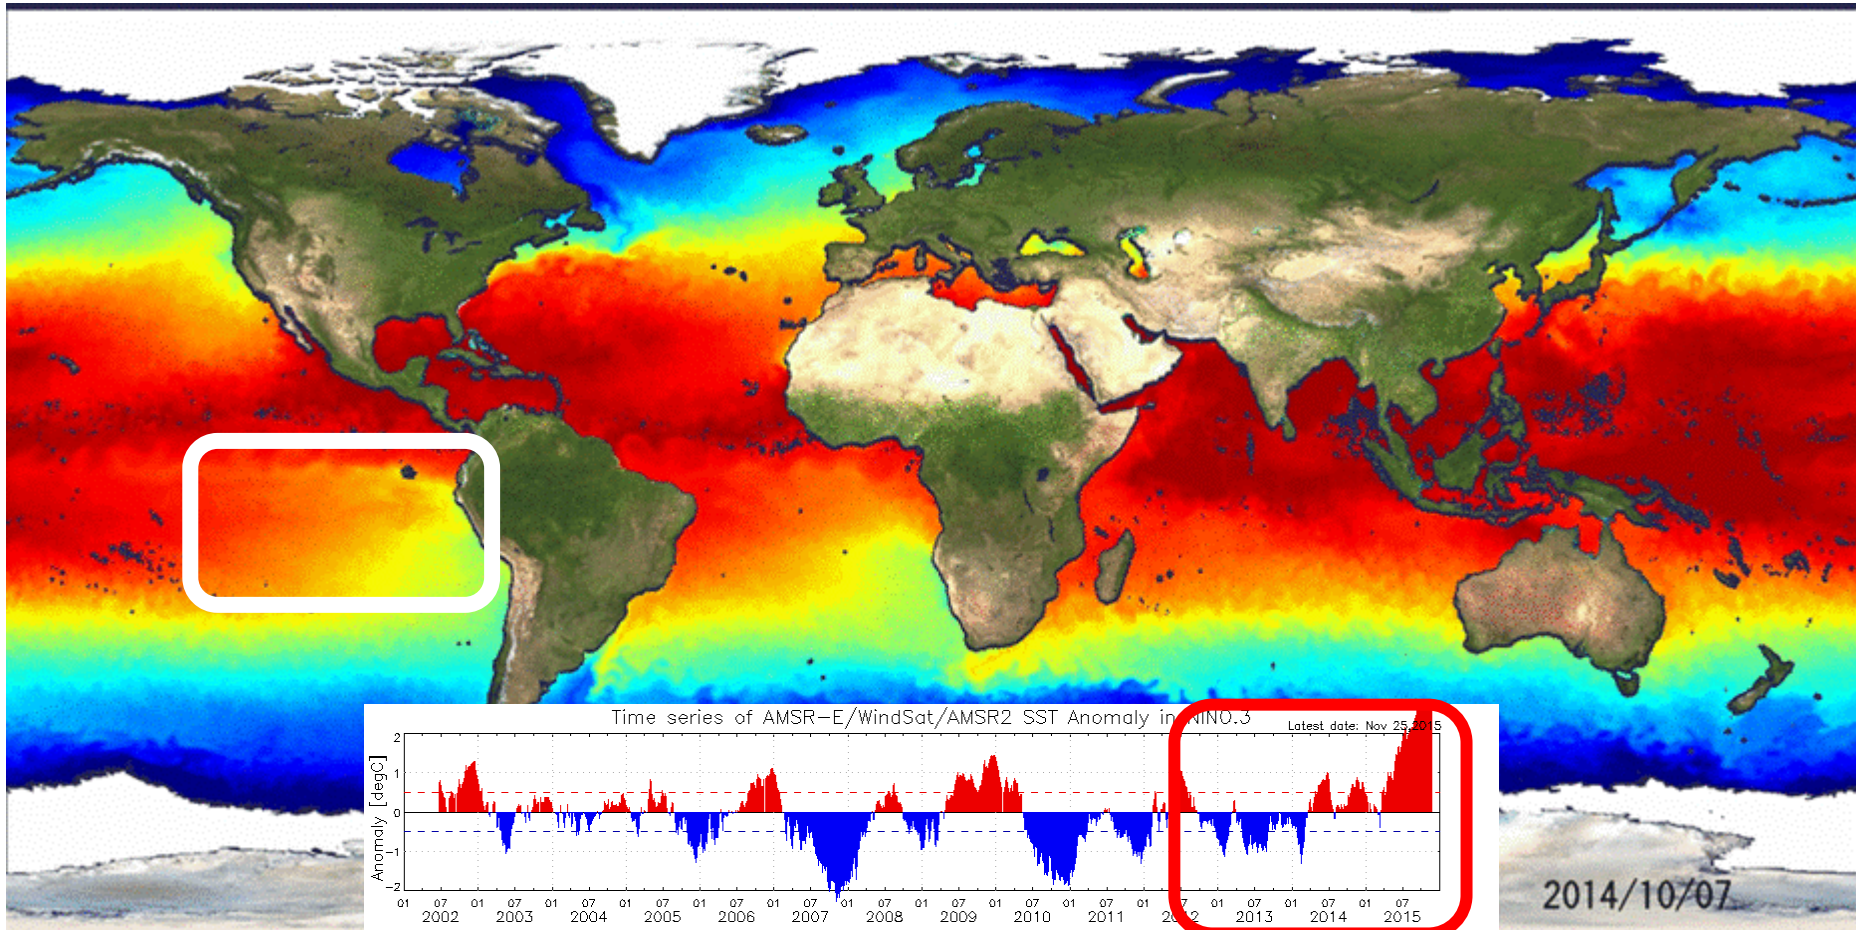 Time series of AMSR-E/WindSat/AMSR2 SST Anomaly in NINO.3
Latest date: Nov 25,2015
Anomaly [degC]
2
1
0
-1
-2
01 07 01 07 01 07 01 07 01 07 01 07 01 07 01 07 01 07 01 07 01 07 01 07 01 07 01 07
2002 2003 2004 2005 2006 2007 2008 2009 2010 2011 2012 2013 2014 2015
2014/10/07